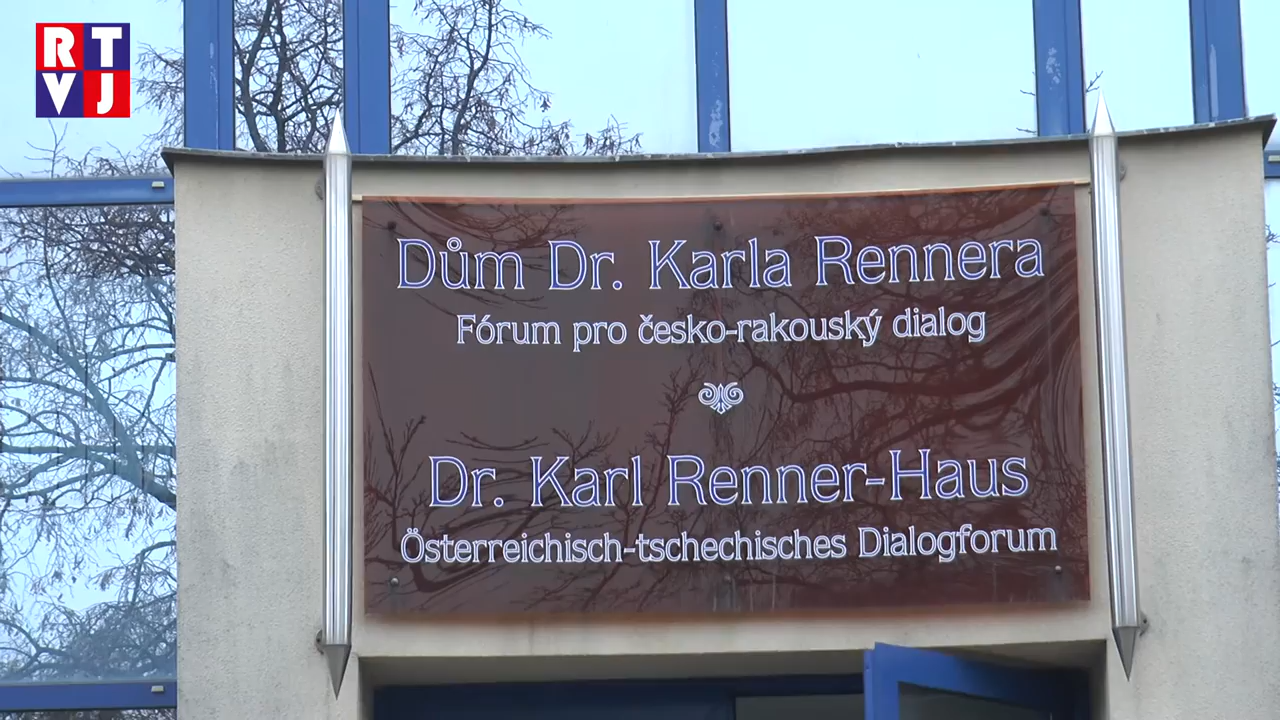 RT
VJ
Dům Dr. Karla Rennera
Fórum pro česko-rakouský dialog
Dr. Karl Renner-Haus
Österreichisch-tschechisches Dialogforum